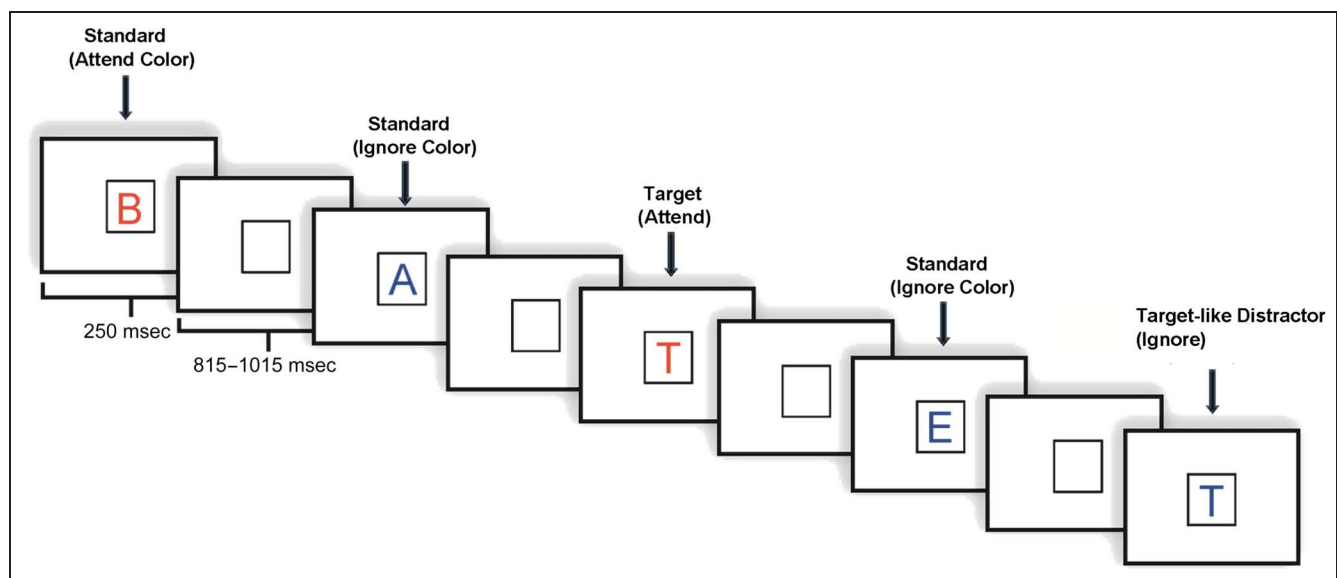 Standard
(Attend Color)
B
250 msec
815–1015 msec
Standard
(Ignore Color)
A
Target
(Attend)
T
Standard
(Ignore Color)
E
Target-like Distractor
(Ignore)
T